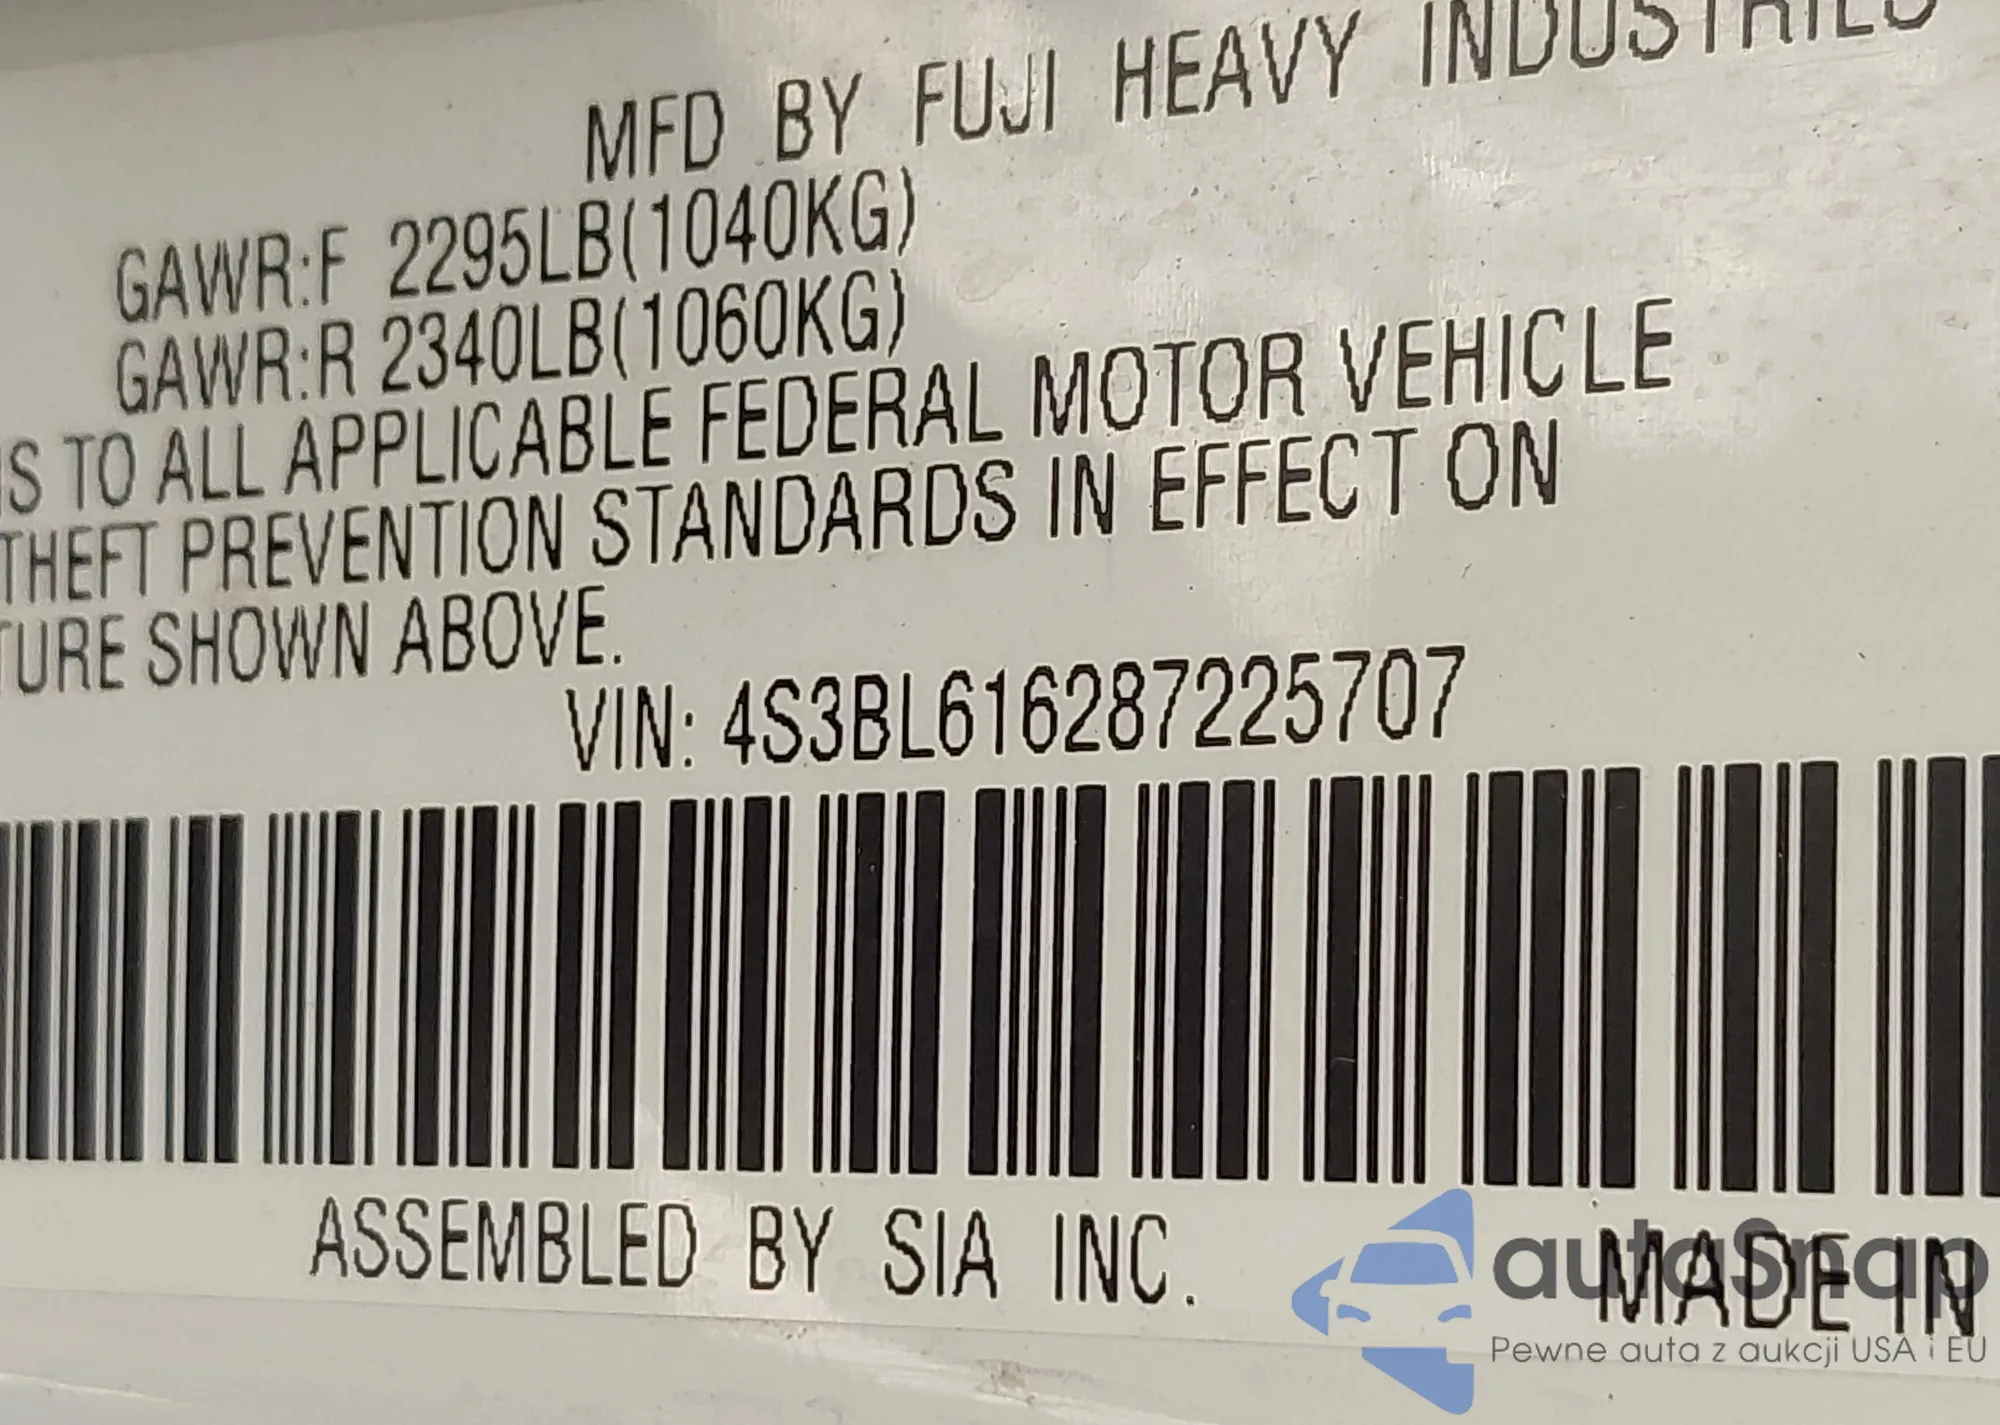 MFD BY FUJI HEAVY INDUSTRIES
GAWR:F 2295LB(1040KG)
GAWR:R 2340LB(1060KG)
MS TO ALL APPLICABLE FEDERAL MOTOR VEHICLE
THEFT PREVENTION STANDARDS IN EFFECT ON
TURE SHOWN ABOVE.
VIN: 4S3BL616287225707
ASSEMBLED BY SIA INC.
MADE IN
autoSnap
Pewne auta z aukcji USA i EU